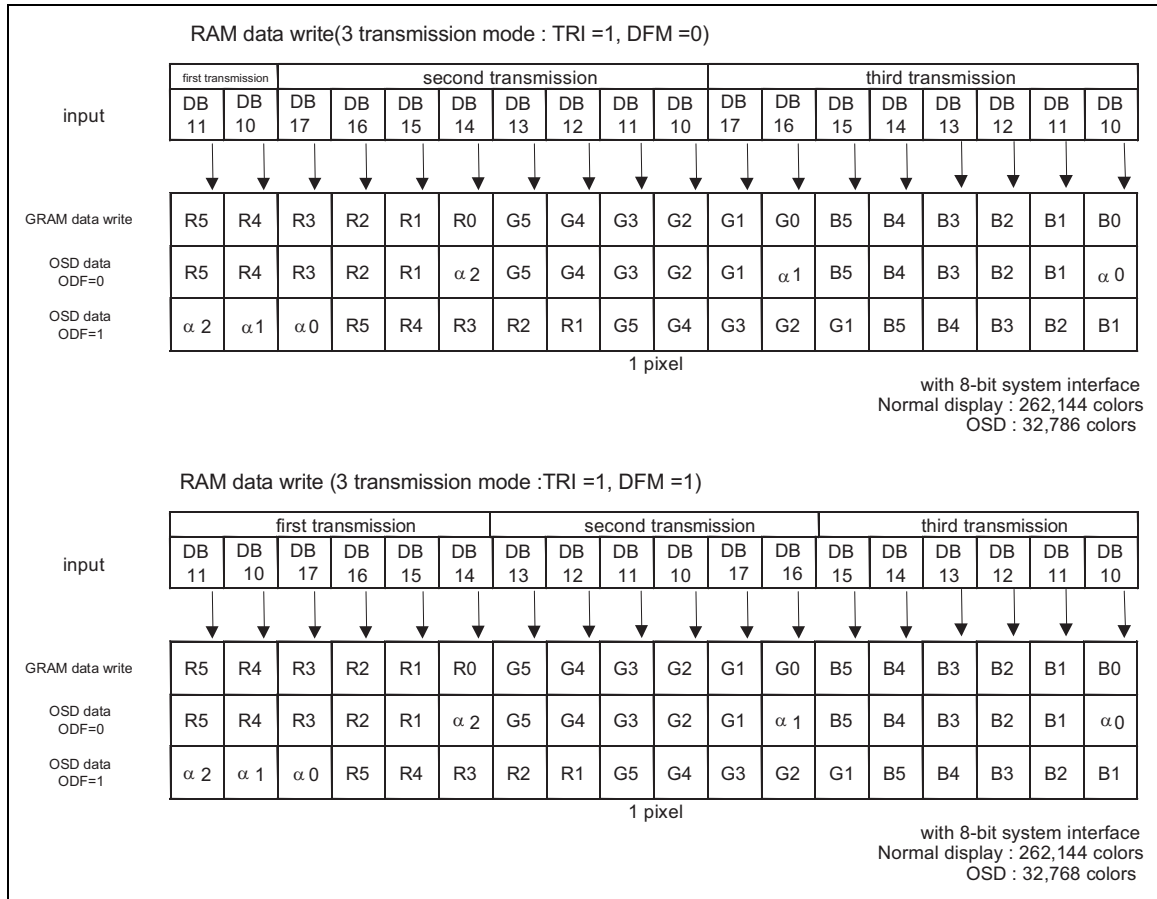 RAM data write(3 transmission mode : TRI =1, DFM =0)
first transmission second transmission third transmission
input DB 11 DB 10 DB 17 DB 16 DB 15 DB 14 DB 13 DB 12 DB 11 DB 10 DB 17 DB 16 DB 15 DB 14 DB 13 DB 12 DB 11 DB 10
GRAM data write R5 R4 R3 R2 R1 R0 G5 G4 G3 G2 G1 G0 B5 B4 B3 B2 B1 B0
OSD data ODF=0 R5 R4 R3 R2 R1 α 2 G5 G4 G3 G2 G1 α 1 B5 B4 B3 B2 B1 α 0
OSD data ODF=1 α 2 α 1 α 0 R5 R4 R3 R2 R1 G5 G4 G3 G2 G1 B5 B4 B3 B2 B1
1 pixel
with 8-bit system interface
Normal display : 262,144 colors
OSD : 32,786 colors
RAM data write (3 transmission mode :TRI =1, DFM =1)
first transmission second transmission third transmission
input DB 11 DB 10 DB 17 DB 16 DB 15 DB 14 DB 13 DB 12 DB 11 DB 10 DB 17 DB 16 DB 15 DB 14 DB 13 DB 12 DB 11 DB 10
GRAM data write R5 R4 R3 R2 R1 R0 G5 G4 G3 G2 G1 G0 B5 B4 B3 B2 B1 B0
OSD data ODF=0 R5 R4 R3 R2 R1 α 2 G5 G4 G3 G2 G1 α 1 B5 B4 B3 B2 B1 α 0
OSD data ODF=1 α 2 α 1 α 0 R5 R4 R3 R2 R1 G5 G4 G3 G2 G1 B5 B4 B3 B2 B1
1 pixel
with 8-bit system interface
Normal display : 262,144 colors
OSD : 32,768 colors